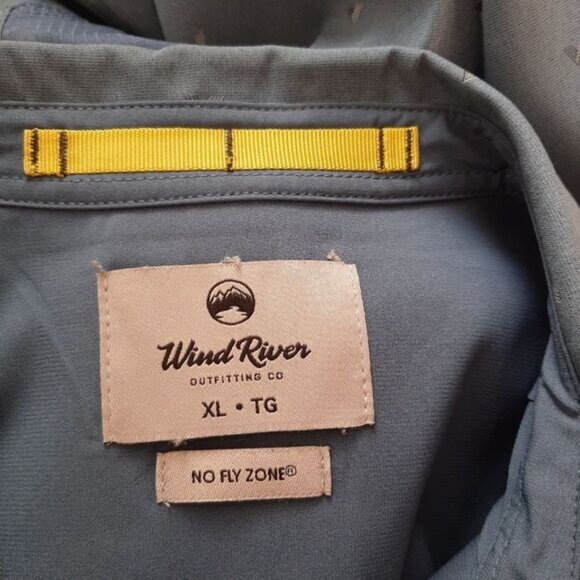 Wind River
OUTFITTING CO
XL • TG
NO FLY ZONE®